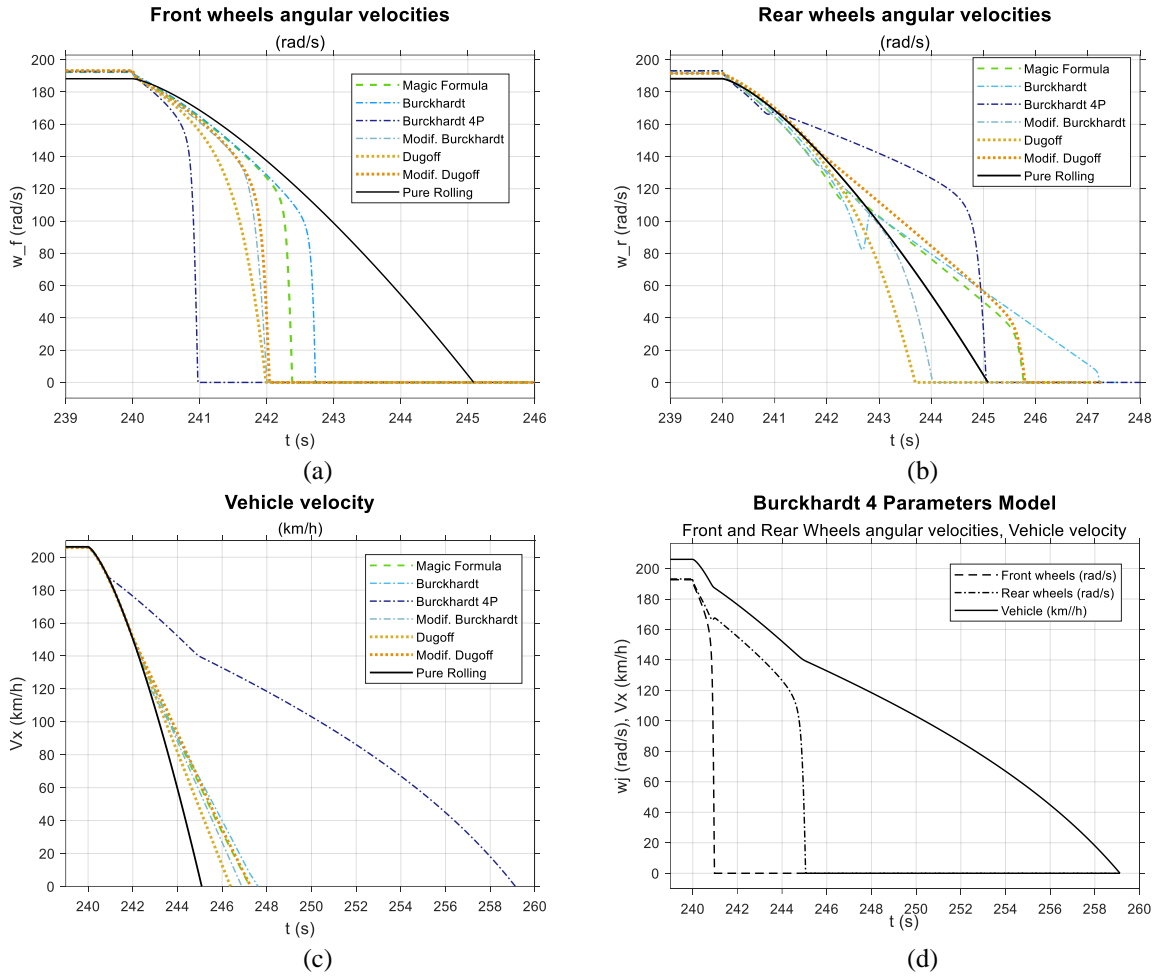 Front wheels angular velocities
(rad/s)
200
180
160
140
120
100
80
60
40
20
0
w_f (rad/s)
239
240
241
242
243
244
245
246
t (s)
Magic Formula
Burckhardt
Burckhardt 4P
Modif. Burckhardt
Dugoff
Modif. Dugoff
Pure Rolling
(a)
Rear wheels angular velocities
(rad/s)
200
180
160
140
120
100
80
60
40
20
0
w_r (rad/s)
239
240
241
242
243
244
245
246
247
248
t (s)
Magic Formula
Burckhardt
Burckhardt 4P
Modif. Burckhardt
Dugoff
Modif. Dugoff
Pure Rolling
(b)
Vehicle velocity
(km/h)
200
180
160
140
120
100
80
60
40
20
0
Vx (km/h)
240
242
244
246
248
250
252
254
256
258
260
t (s)
Magic Formula
Burckhardt
Burckhardt 4P
Modif. Burckhardt
Dugoff
Modif. Dugoff
Pure Rolling
(c)
Burckhardt 4 Parameters Model
Front and Rear Wheels angular velocities, Vehicle velocity
200
180
160
140
120
100
80
60
40
20
0
wj (rad/s), Vx (km/h)
240
242
244
246
248
250
252
254
256
258
260
t (s)
Front wheels (rad/s)
Rear wheels (rad/s)
Vehicle (km//h)
(d)